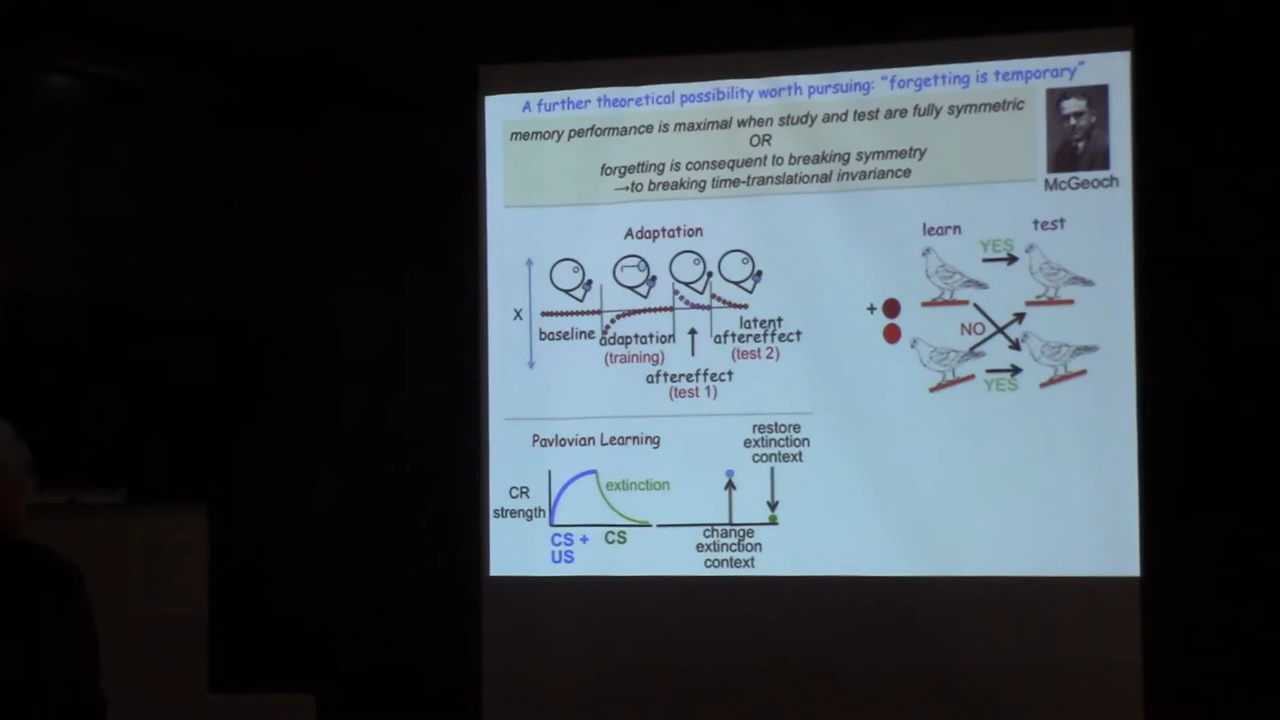 A further theoretical possibility worth pursuing: "forgetting is temporary"
memory performance is maximal when study and test are fully symmetric
OR
forgetting is consequent to breaking symmetry
→to breaking time-translational invariance
McGeoch
Adaptation
X
baseline
adaptation
(training)
aftereffect
(test 1)
latent
aftereffect
(test 2)
learn
test
YES
+
NO
YES
Pavlovian Learning
CR
strength
extinction
CS +
US
CS
change
extinction
context
restore
extinction
context